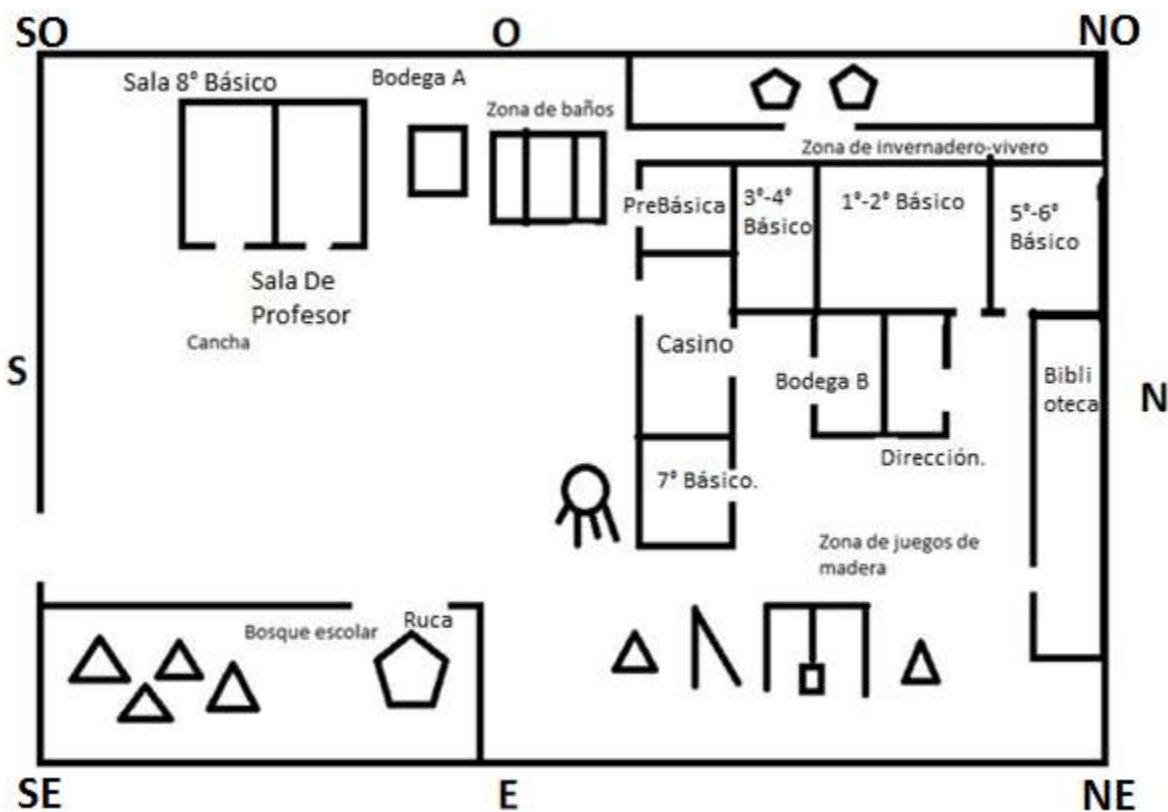 SO
O
NO
Sala 8° Básico
Bodega A
Zona de baños
Zona de invernadero-vivero
PreBásica
3°-4°
Básico
1°-2° Básico
5°-6°
Básico
Sala De
Profesor
Cancha
Casino
S
N
Bodega B
Bibli
oteca
Dirección.
7° Básico.
Zona de juegos de
madera
Bosque escolar
Ruca
SE
E
NE